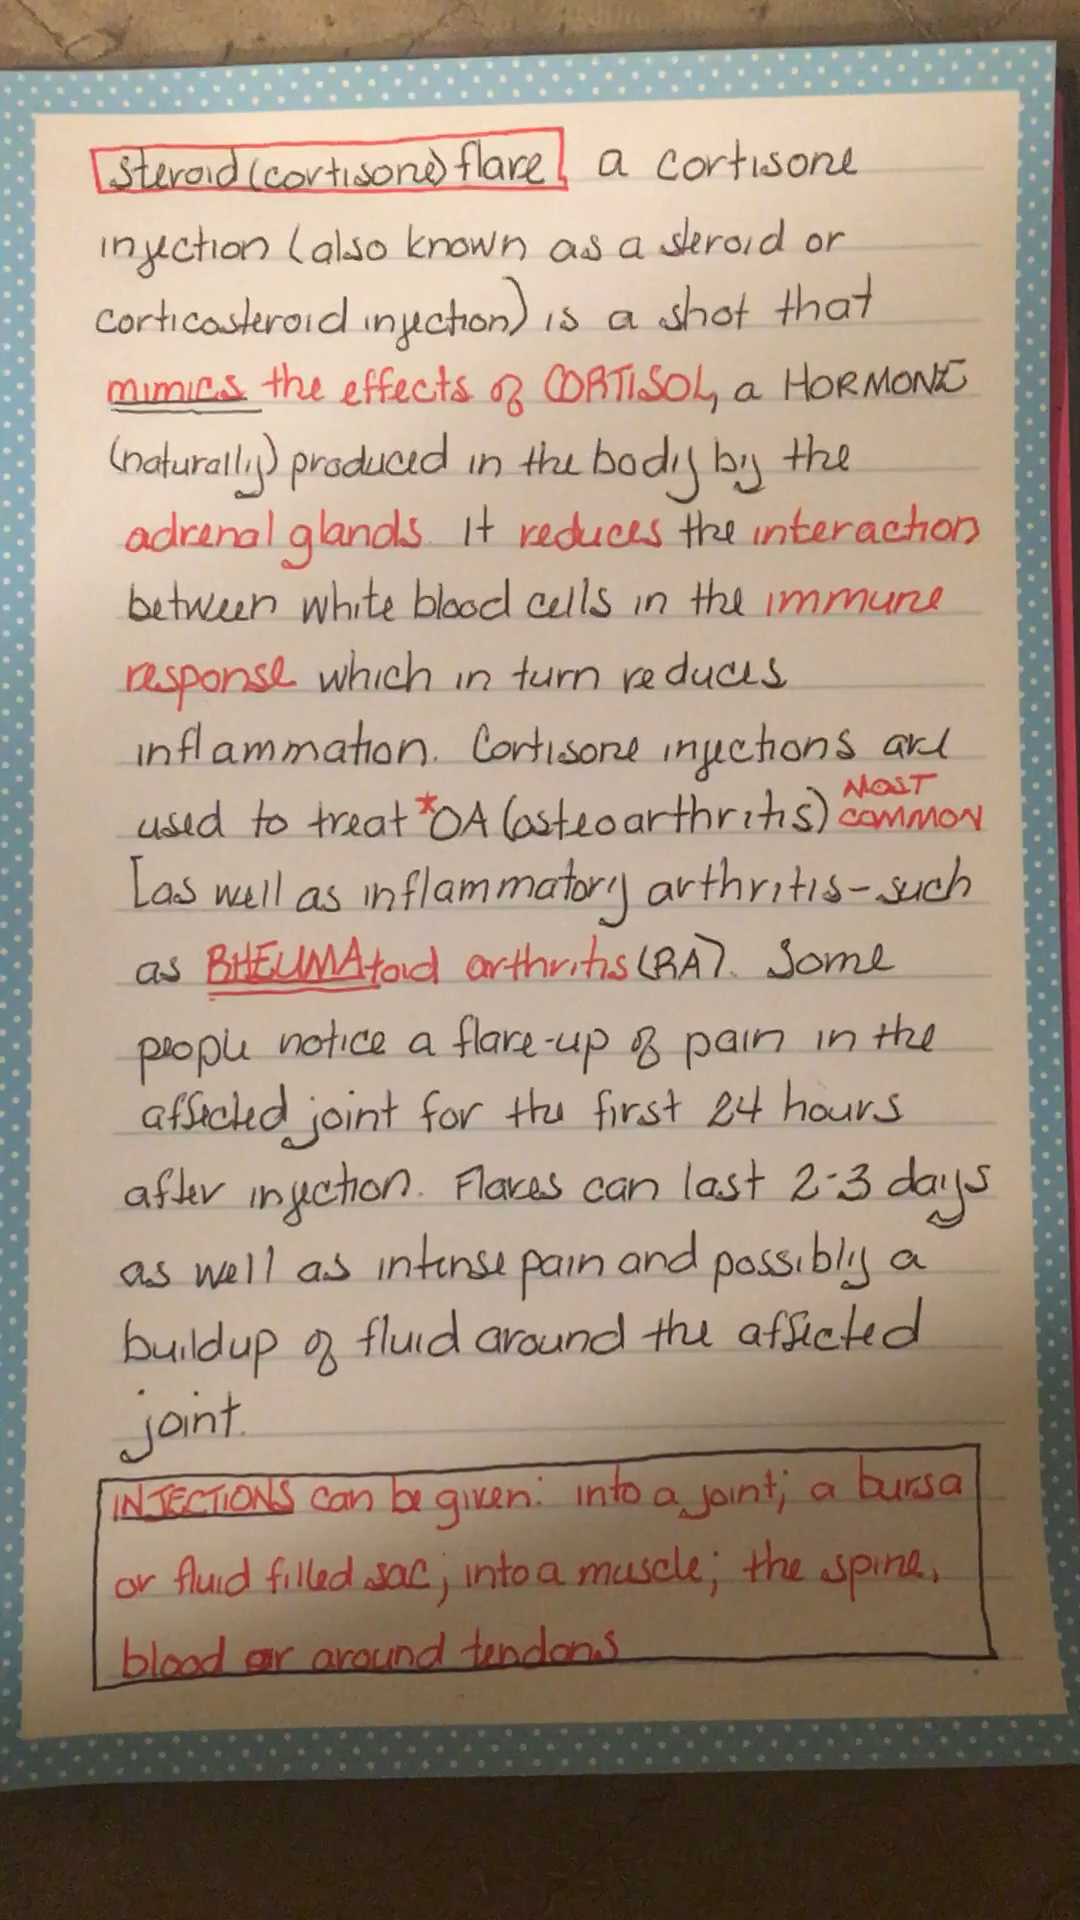 steroid (cortisone) flare, a cortisone
injection (also known as a steroid or
corticosteroid injection) is a shot that
mimics the effects of CORTISOL, a HORMONE
(naturally) produced in the body by the
adrenal glands. It reduces the interaction
between white blood cells in the immune
response which in turn reduces
inflammation. Cortisone injections are
used to treat *OA (osteoarthritis) MOST COMMON
[as well as inflammatory arthritis-such
as RHEUMAtoid arthritis (RA). Some
people notice a flare-up of pain in the
affected joint for the first 24 hours
after injection. Flares can last 2-3 days
as well as intense pain and possibly a
buildup of fluid around the affected
joint.
INJECTIONS can be given: into a joint; a bursa
or fluid filled sac; into a muscle; the spine,
blood or around tendons